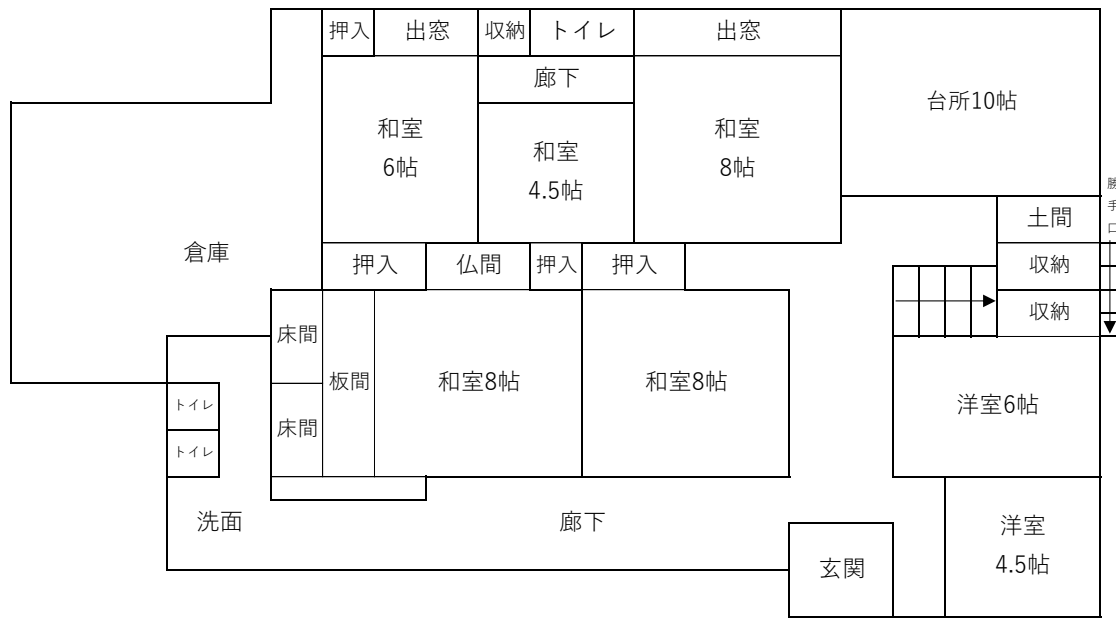 押入
出窓
収納
トイレ
出窓
廊下
台所10帖
和室
6帖
和室
4.5帖
和室
8帖
勝手口
土間
倉庫
押入
仏間
押入
押入
収納
収納
床間
板間
和室8帖
和室8帖
洋室6帖
トイレ
床間
トイレ
洗面
廊下
玄関
洋室
4.5帖